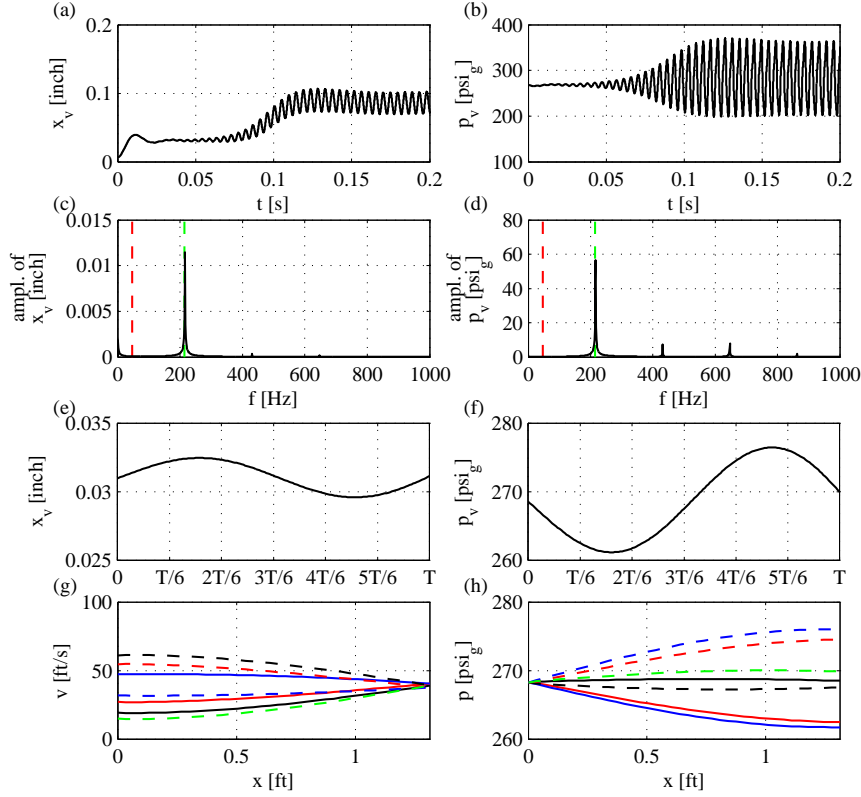 (a)
0.2
0.1
0
x_v [inch]
0 0.05 0.1 0.15 0.2
t [s]
(b)
400
300
200
100
p_v [psi_g]
0 0.05 0.1 0.15 0.2
t [s]
(c)
0.015
0.01
0.005
0
ampl. of
x_v [inch]
0 200 400 600 800 1000
f [Hz]
(d)
80
60
40
20
0
ampl. of
p_v [psi_g]
0 200 400 600 800 1000
f [Hz]
(e)
0.035
0.03
0.025
x_v [inch]
0 T/6 2T/6 3T/6 4T/6 5T/6 T
(f)
280
270
260
p_v [psi_g]
0 T/6 2T/6 3T/6 4T/6 5T/6 T
(g)
100
50
0
v [ft/s]
0 0.5 1
x [ft]
(h)
280
270
260
p [psi_g]
0 0.5 1
x [ft]